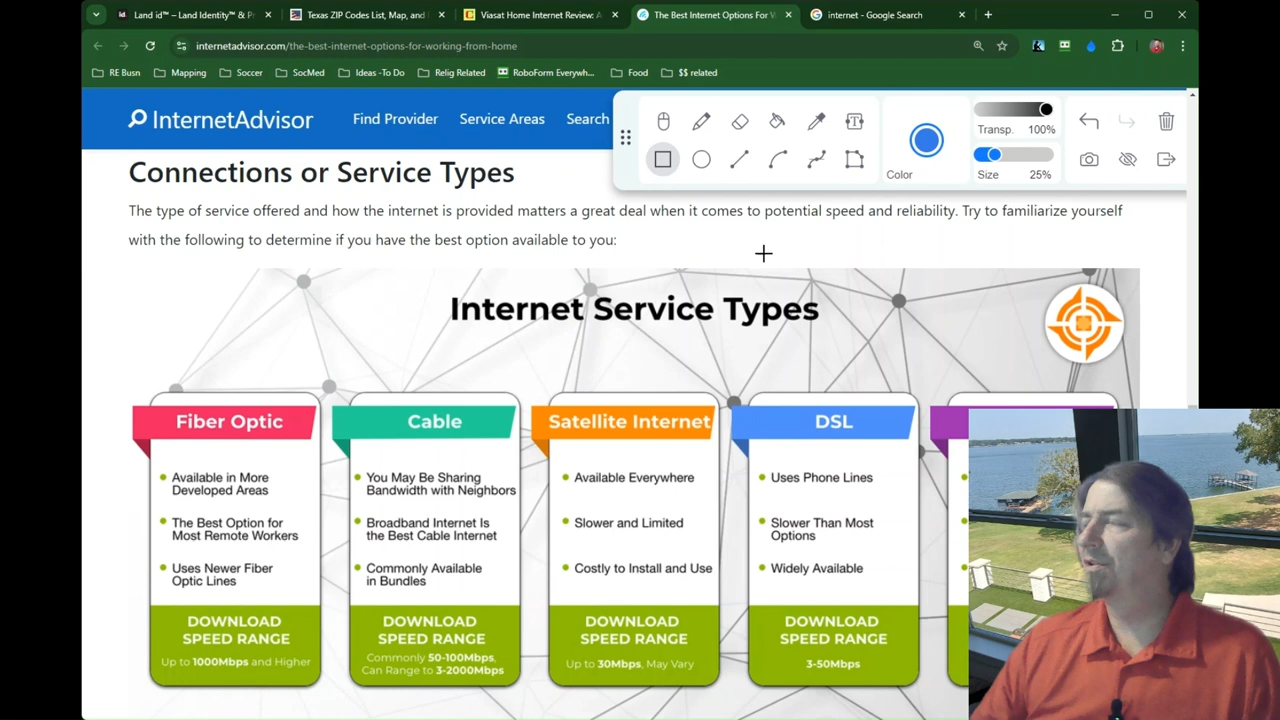 Land id™ – Land Identity™ & P
Texas ZIP Codes List, Map, and
Viasat Home Internet Review: A
The Best Internet Options For W
internet - Google Search
internetadvisor.com/the-best-internet-options-for-working-from-home
RE Busn
Mapping
Soccer
SocMed
Ideas -To Do
Relig Related
RoboForm Everywh...
Food
$$ related
InternetAdvisor
Find Provider
Service Areas
Search
Color
Transp. 100%
Size 25%
Connections or Service Types
The type of service offered and how the internet is provided matters a great deal when it comes to potential speed and reliability. Try to familiarize yourself
with the following to determine if you have the best option available to you:
Internet Service Types
Fiber Optic
Available in More
Developed Areas
The Best Option for
Most Remote Workers
Uses Newer Fiber
Optic Lines
DOWNLOAD
SPEED RANGE
Up to 1000Mbps and Higher
Cable
You May Be Sharing
Bandwidth with Neighbors
Broadband Internet Is
the Best Cable Internet
Commonly Available
in Bundles
DOWNLOAD
SPEED RANGE
Commonly 50-100Mbps,
Can Range to 3-2000Mbps
Satellite Internet
Available Everywhere
Slower and Limited
Costly to Install and Use
DOWNLOAD
SPEED RANGE
Up to 30Mbps, May Vary
DSL
Uses Phone Lines
Slower Than Most
Options
Widely Available
DOWNLOAD
SPEED RANGE
3-50Mbps